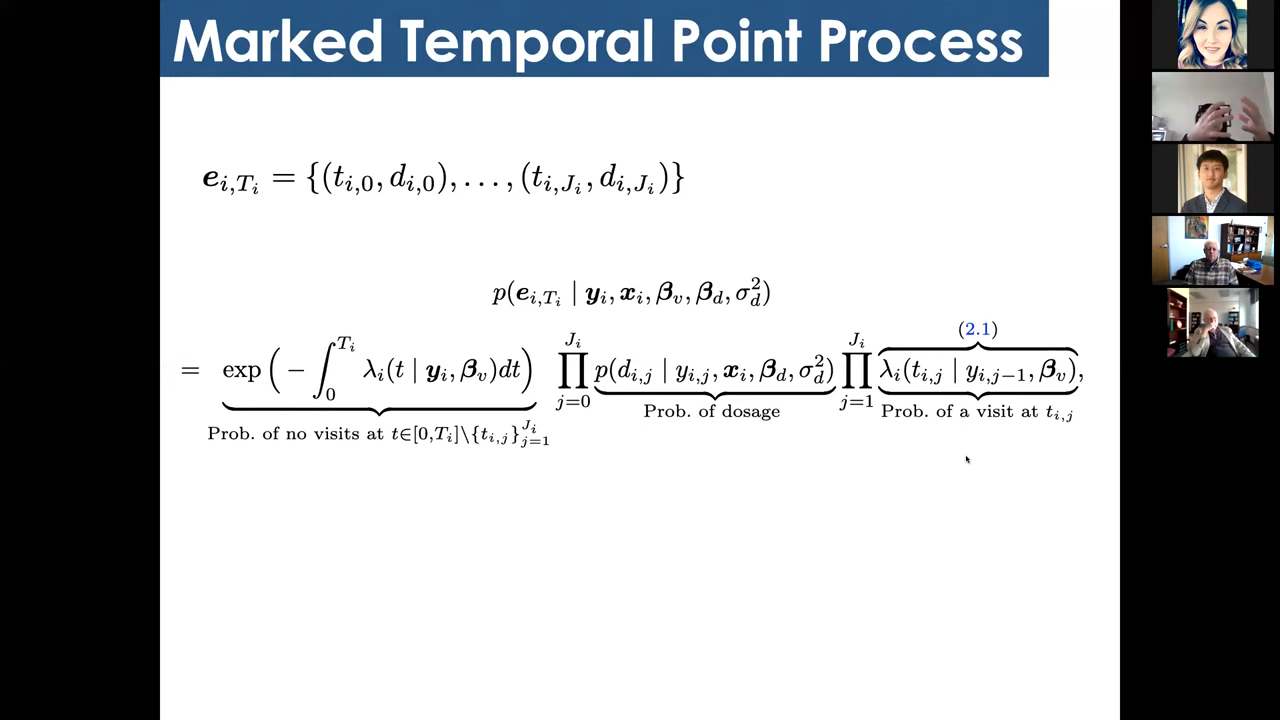 Marked Temporal Point Process
e_{i,T_i} = {(t_{i,0}, d_{i,0}), …, (t_{i,J_i}, d_{i,J_i})}
p(e_{i,T_i} | y_i, x_i, β_v, β_d, σ_d^2)
(2.1)
= exp ( − ∫_0^{T_i} λ_i(t | y_i, β_v)dt ) ∏_{j=0}^{J_i} p(d_{i,j} | y_{i,j}, x_i, β_d, σ_d^2) ∏_{j=1}^{J_i} λ_i(t_{i,j} | y_{i,j−1}, β_v),
Prob. of dosage
Prob. of a visit at t_{i,j}
Prob. of no visits at t∈[0,T_i]\{t_{i,j}}_{j=1}^{J_i}